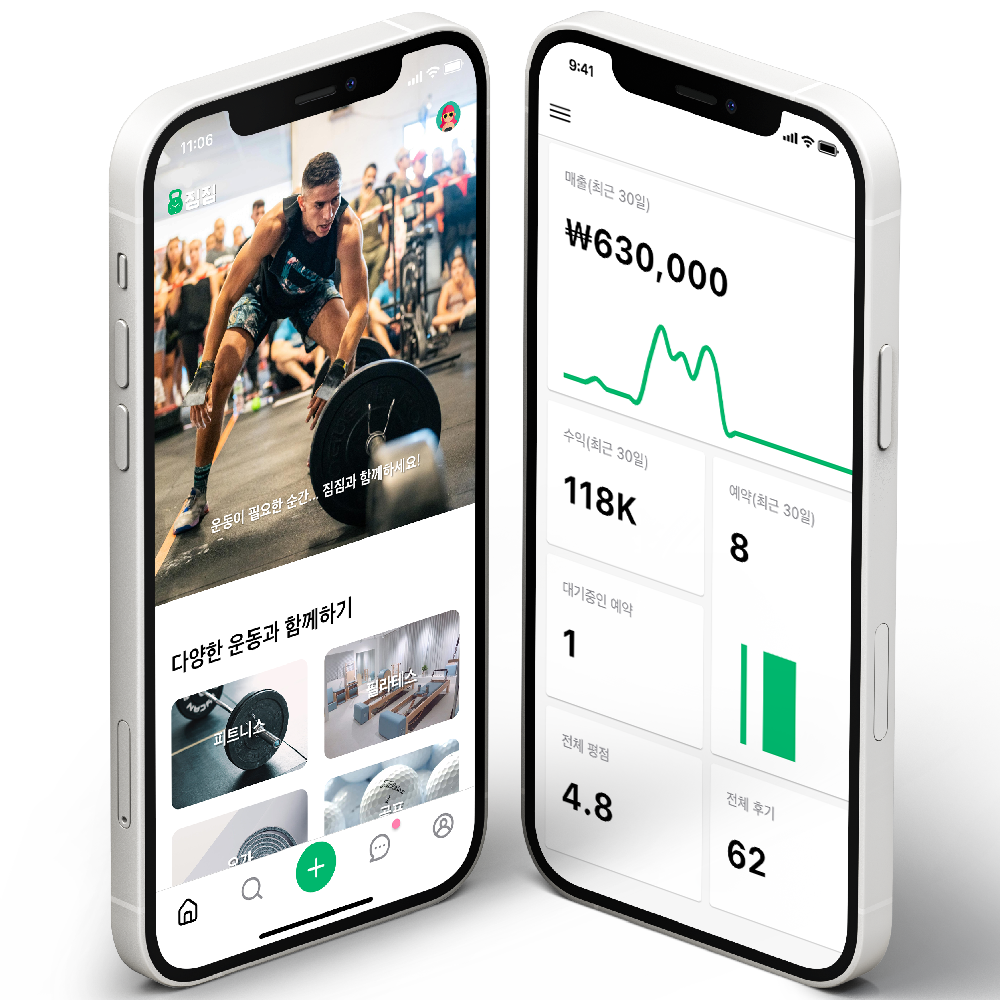 11:06
짐짐
운동이 필요한 순간... 짐짐과 함께하세요!
다양한 운동과 함께하기
피트니스
필라테스
요가
골프
9:41
매출(최근 30일)
₩630,000
수익(최근 30일)
118K
예약(최근 30일)
8
대기중인 예약
1
전체 평점
4.8
전체 후기
62